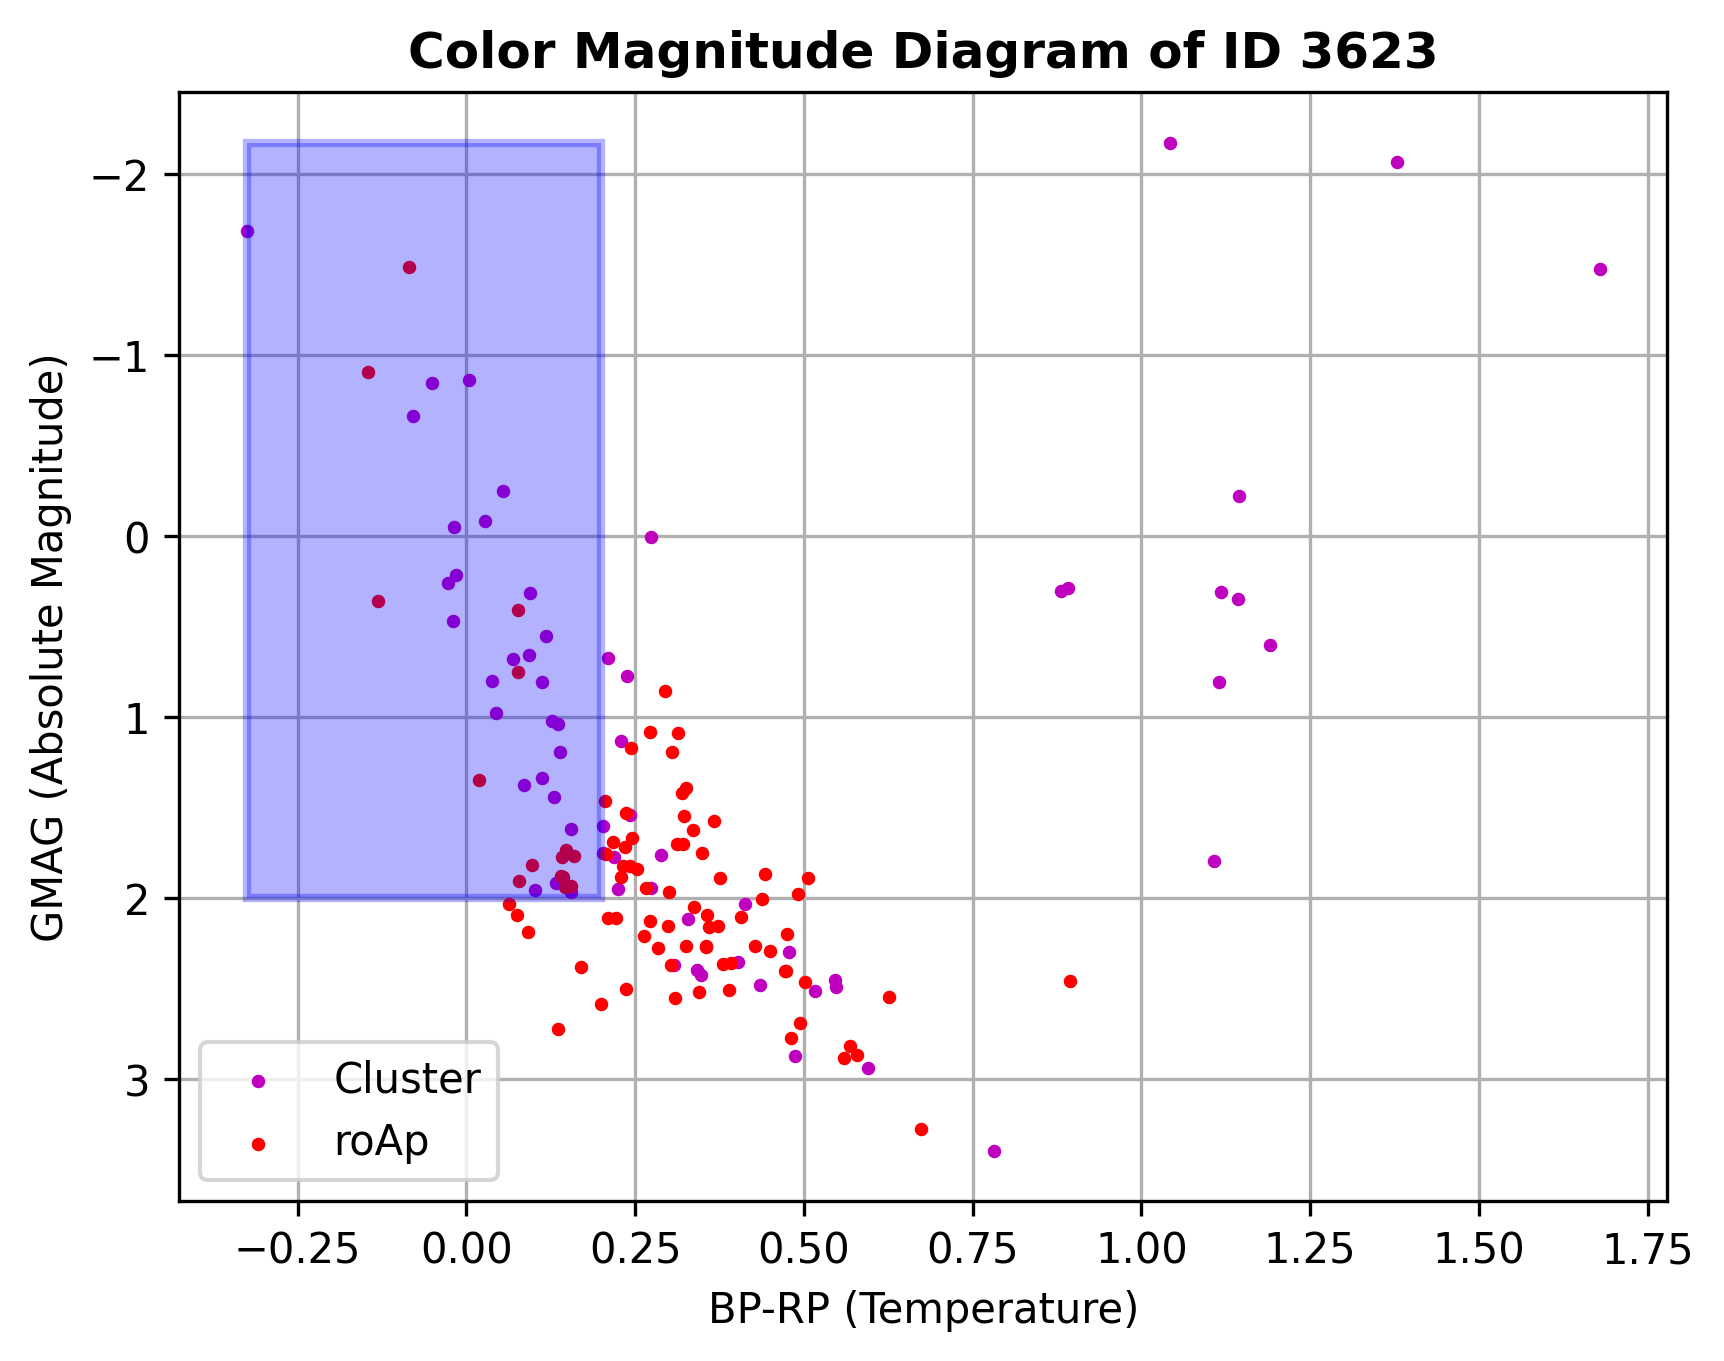 Color Magnitude Diagram of ID 3623
−2
−1
0
1
2
3
GMAG (Absolute Magnitude)
Cluster
roAp
−0.25 0.00 0.25 0.50 0.75 1.00 1.25 1.50 1.75
BP-RP (Temperature)